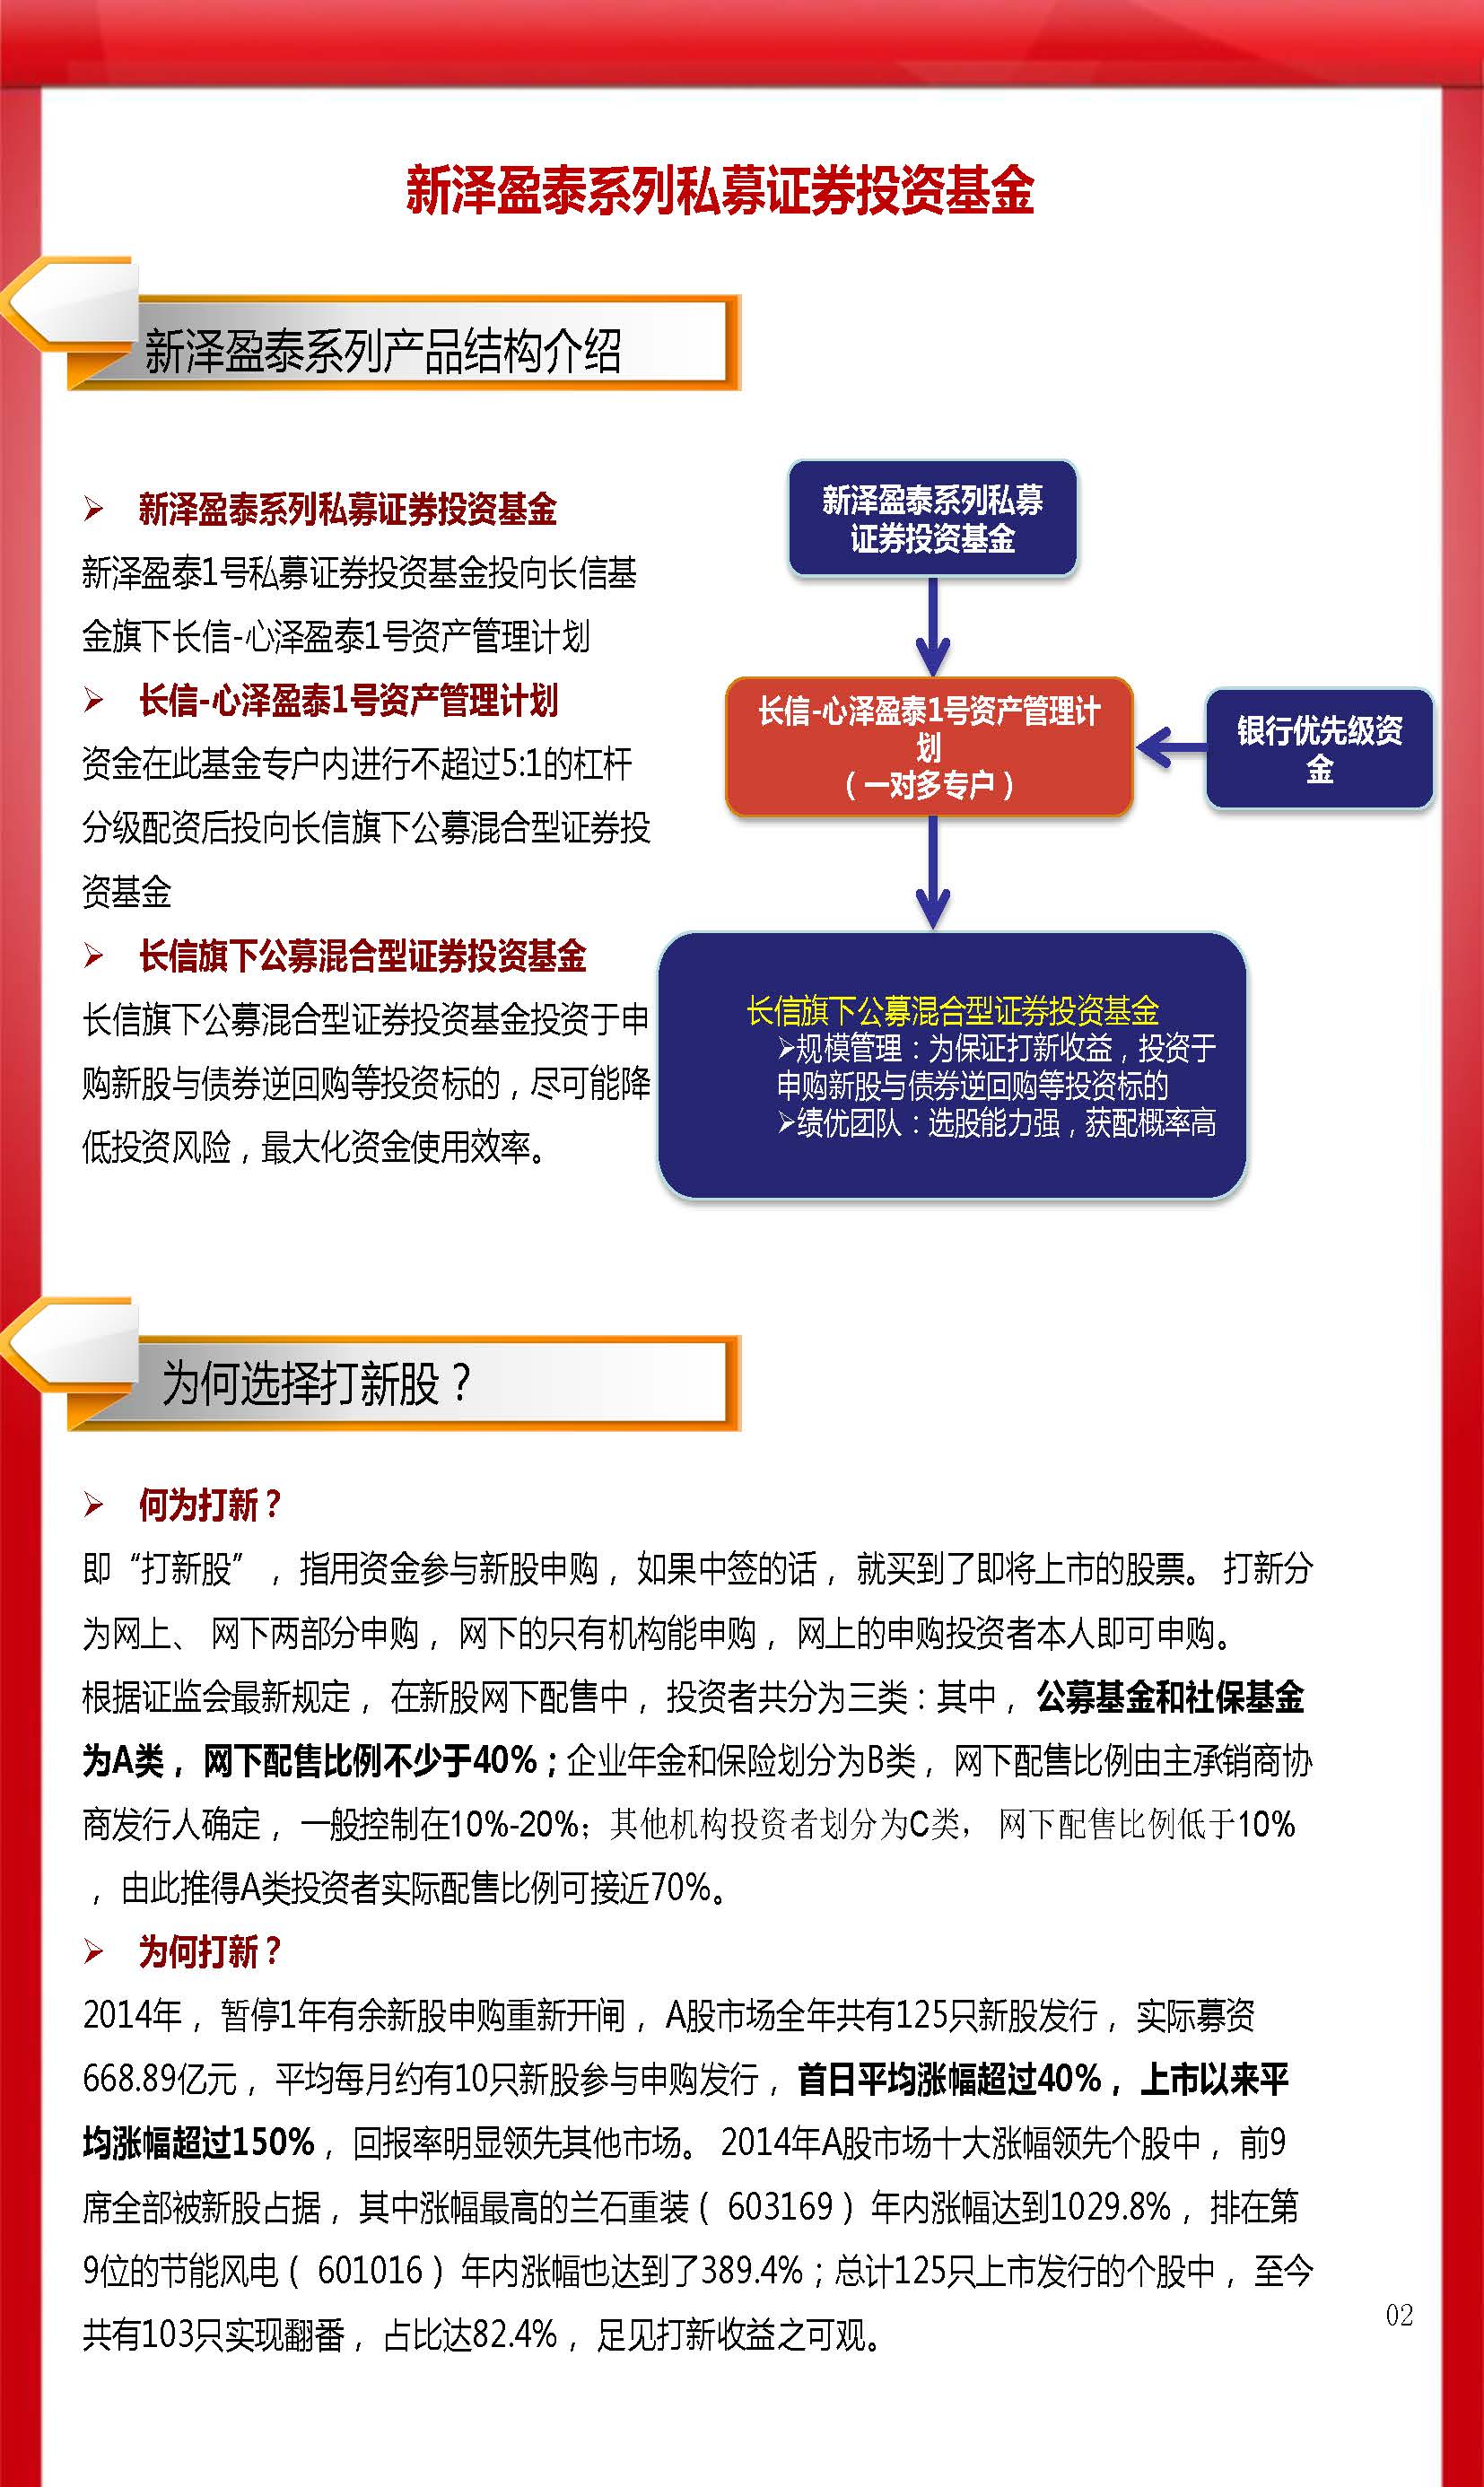 新泽盈泰系列私募证券投资基金
新泽盈泰系列产品结构介绍
➢ 新泽盈泰系列私募证券投资基金
新泽盈泰1号私募证券投资基金投向长信基
金旗下长信-心泽盈泰1号资产管理计划
➢ 长信-心泽盈泰1号资产管理计划
资金在此基金专户内进行不超过5:1的杠杆
分级配资后投向长信旗下公募混合型证券投
资基金
➢ 长信旗下公募混合型证券投资基金
长信旗下公募混合型证券投资基金投资于申
购新股与债券逆回购等投资标的，尽可能降
低投资风险，最大化资金使用效率。
新泽盈泰系列私募
证券投资基金
长信-心泽盈泰1号资产管理计
划
（一对多专户）
银行优先级资
金
长信旗下公募混合型证券投资基金
➢规模管理：为保证打新收益，投资于
申购新股与债券逆回购等投资标的
➢绩优团队：选股能力强，获配概率高
为何选择打新股？
➢ 何为打新？
即“打新股”，指用资金参与新股申购，如果中签的话，就买到了即将上市的股票。打新分
为网上、网下两部分申购，网下的只有机构能申购，网上的申购投资者本人即可申购。
根据证监会最新规定，在新股网下配售中，投资者共分为三类：其中，公募基金和社保基金
为A类，网下配售比例不少于40%；企业年金和保险划分为B类，网下配售比例由主承销商协
商发行人确定，一般控制在10%-20%；其他机构投资者划分为C类，网下配售比例低于10%
，由此推得A类投资者实际配售比例可接近70%。
➢ 为何打新？
2014年，暂停1年有余新股申购重新开闸，A股市场全年共有125只新股发行，实际募资
668.89亿元，平均每月约有10只新股参与申购发行，首日平均涨幅超过40%，上市以来平
均涨幅超过150%，回报率明显领先其他市场。2014年A股市场十大涨幅领先个股中，前9
席全部被新股占据，其中涨幅最高的兰石重装（603169）年内涨幅达到1029.8%，排在第
9位的节能风电（601016）年内涨幅也达到了389.4%；总计125只上市发行的个股中，至今
共有103只实现翻番，占比达82.4%，足见打新收益之可观。
02